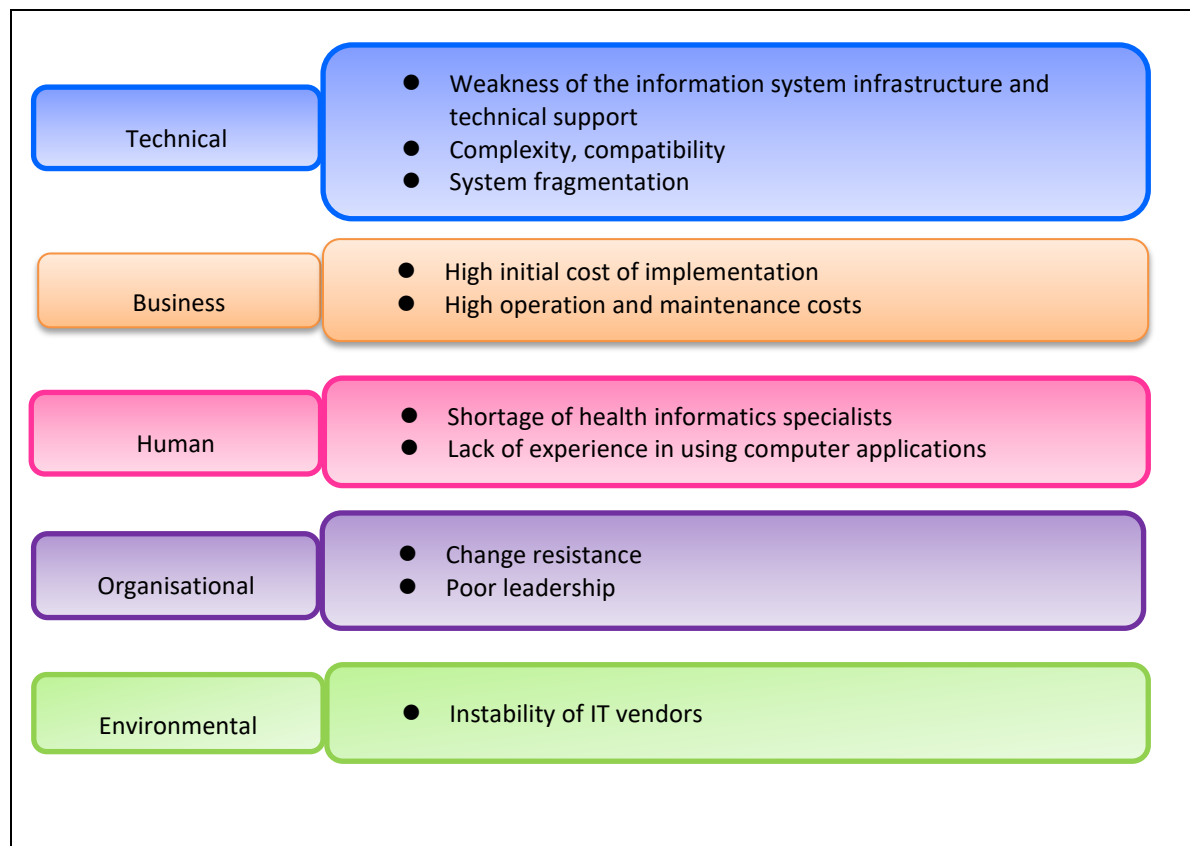 Technical
● Weakness of the information system infrastructure and
technical support
● Complexity, compatibility
● System fragmentation
Business
● High initial cost of implementation
● High operation and maintenance costs
Human
● Shortage of health informatics specialists
● Lack of experience in using computer applications
Organisational
● Change resistance
● Poor leadership
Environmental
● Instability of IT vendors